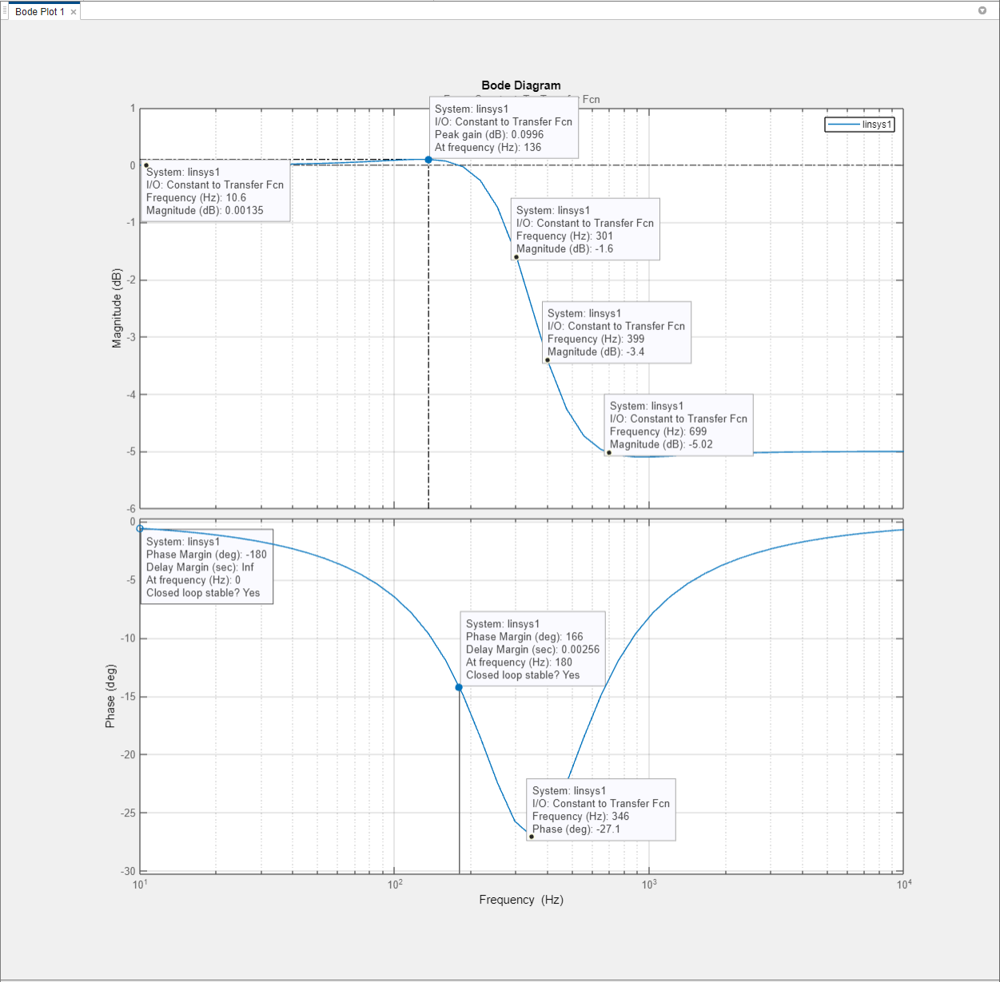 Bode Plot 1
Bode Diagram
Fcn
linsys1
System: linsys1
I/O: Constant to Transfer Fcn
Peak gain (dB): 0.0996
At frequency (Hz): 136
System: linsys1
I/O: Constant to Transfer Fcn
Frequency (Hz): 10.6
Magnitude (dB): 0.00135
System: linsys1
I/O: Constant to Transfer Fcn
Frequency (Hz): 301
Magnitude (dB): -1.6
System: linsys1
I/O: Constant to Transfer Fcn
Frequency (Hz): 399
Magnitude (dB): -3.4
System: linsys1
I/O: Constant to Transfer Fcn
Frequency (Hz): 699
Magnitude (dB): -5.02
Magnitude (dB)
1
0
-1
-2
-3
-4
-5
-6
System: linsys1
Phase Margin (deg): -180
Delay Margin (sec): Inf
At frequency (Hz): 0
Closed loop stable? Yes
System: linsys1
Phase Margin (deg): 166
Delay Margin (sec): 0.00256
At frequency (Hz): 180
Closed loop stable? Yes
System: linsys1
I/O: Constant to Transfer Fcn
Frequency (Hz): 346
Phase (deg): -27.1
Phase (deg)
0
-5
-10
-15
-20
-25
-30
10¹ 10² 10³ 10⁴
Frequency (Hz)